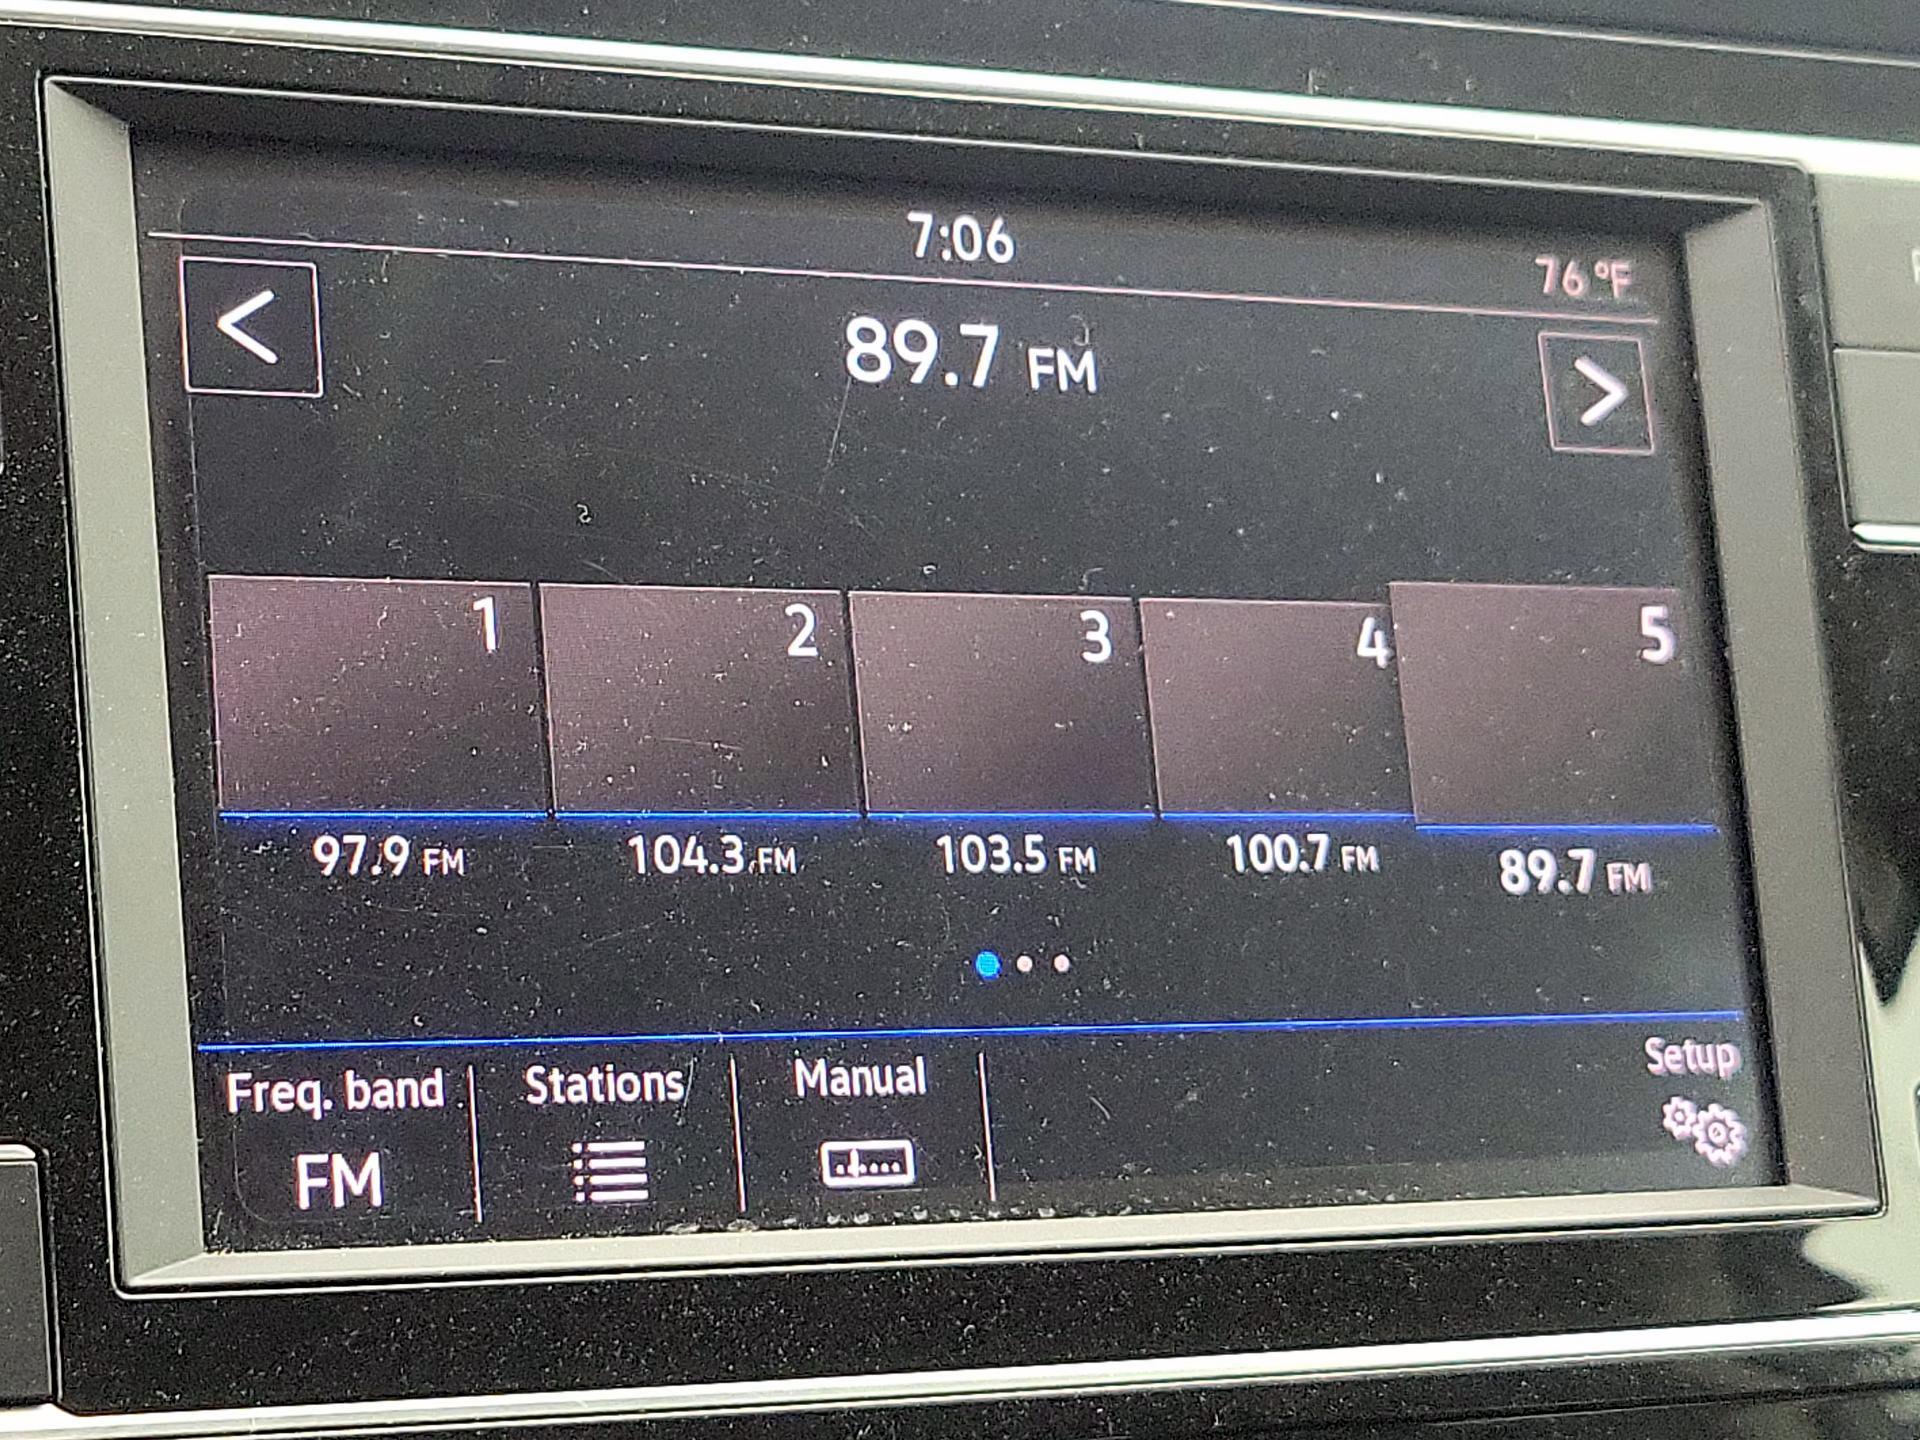 7:06
76 °F
89.7 FM
1 2 3 4 5
97.9 FM 104.3 FM 103.5 FM 100.7 FM 89.7 FM
Freq. band Stations Manual Setup
FM